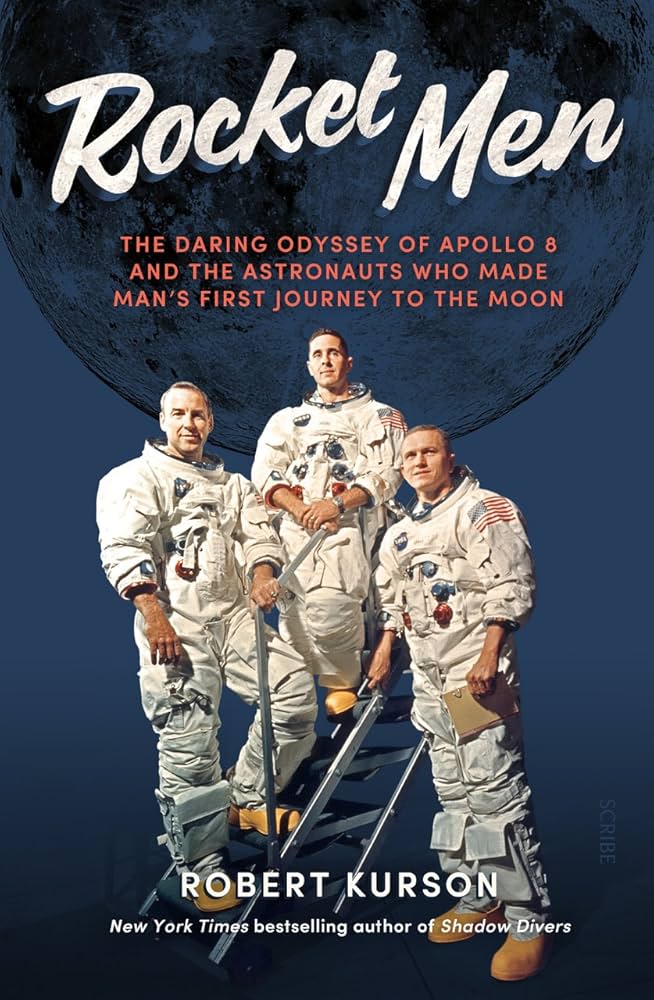 Rocket Men
THE DARING ODYSSEY OF APOLLO 8
AND THE ASTRONAUTS WHO MADE
MAN'S FIRST JOURNEY TO THE MOON
SCRIBE
ROBERT KURSON
New York Times bestselling author of Shadow Divers